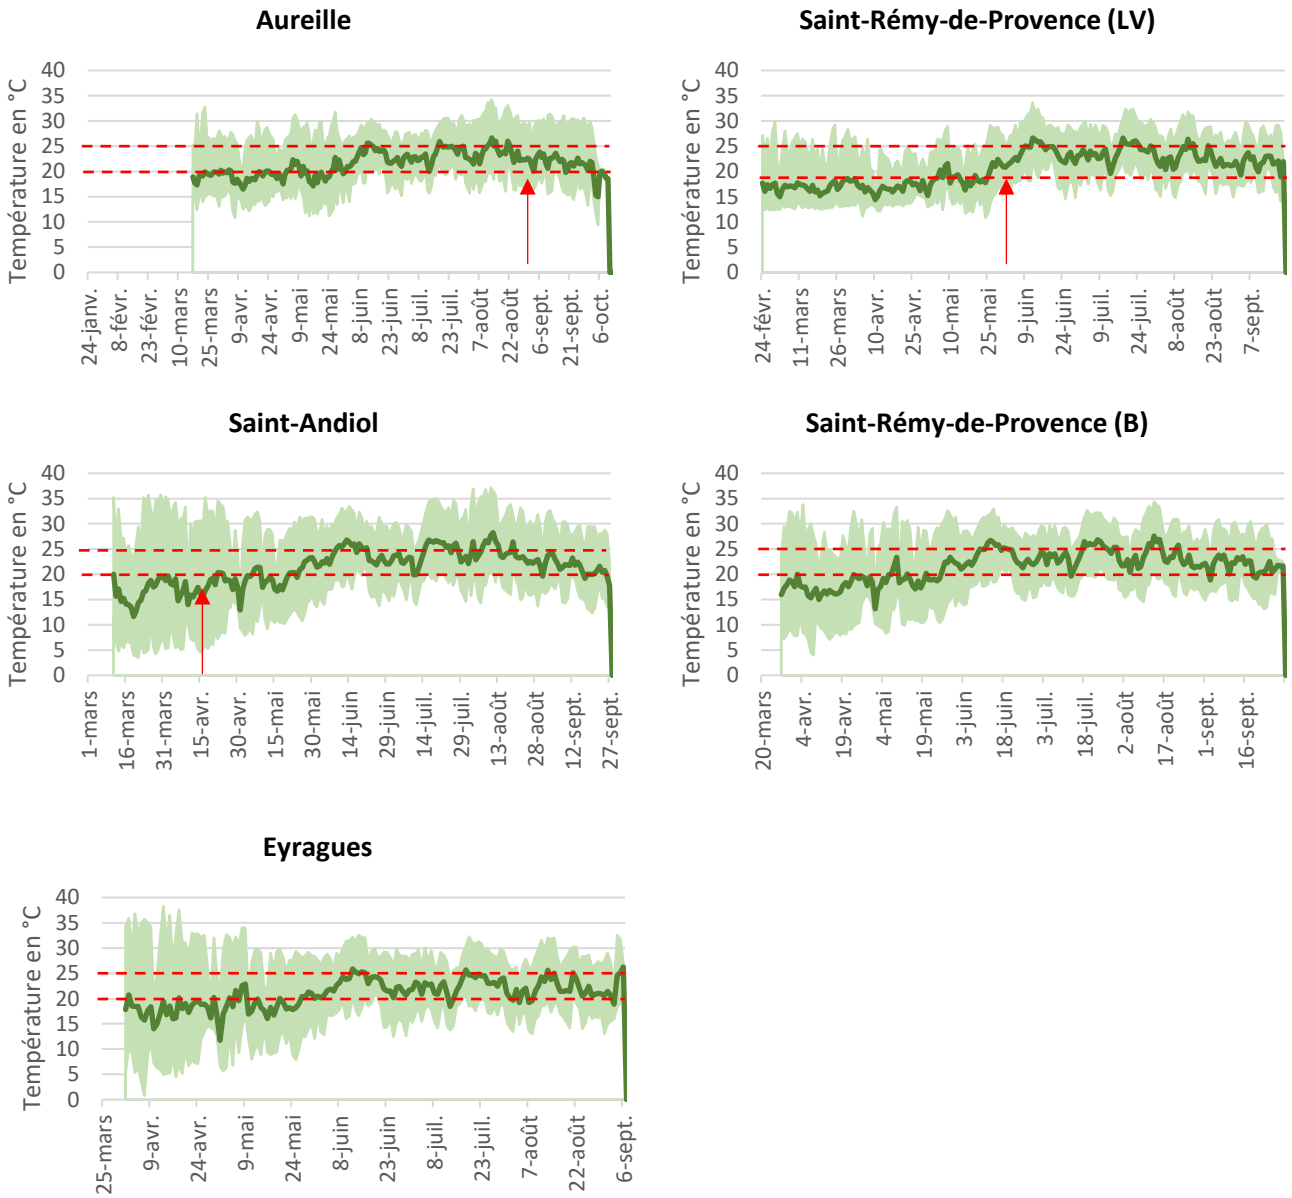 Aureille
Température en °C
40
35
30
25
20
15
10
5
0
24-janv.
8-févr.
23-févr.
10-mars
25-mars
9-avr.
24-avr.
9-mai
24-mai
8-juin
23-juin
8-juil.
23-juil.
7-août
22-août
6-sept.
21-sept.
6-oct.
Saint-Rémy-de-Provence (LV)
Température en °C
40
35
30
25
20
15
10
5
0
24-févr.
11-mars
26-mars
10-avr.
25-avr.
10-mai
25-mai
9-juin
24-juin
9-juil.
24-juil.
8-août
23-août
7-sept.
Saint-Andiol
Température en °C
40
35
30
25
20
15
10
5
0
1-mars
16-mars
31-mars
15-avr.
30-avr.
15-mai
30-mai
14-juin
29-juin
14-juil.
29-juil.
13-août
28-août
12-sept.
27-sept.
Saint-Rémy-de-Provence (B)
Température en °C
40
35
30
25
20
15
10
5
0
20-mars
4-avr.
19-avr.
4-mai
19-mai
3-juin
18-juin
3-juil.
18-juil.
2-août
17-août
1-sept.
16-sept.
Eyragues
Température en °C
40
35
30
25
20
15
10
5
0
25-mars
9-avr.
24-avr.
9-mai
24-mai
8-juin
23-juin
8-juil.
23-juil.
7-août
22-août
6-sept.